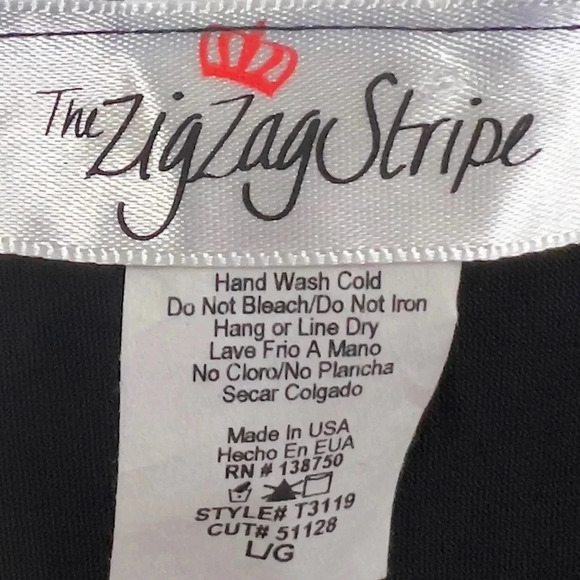 The ZigZag Stripe
Hand Wash Cold
Do Not Bleach/Do Not Iron
Hang or Line Dry
Lave Frio A Mano
No Cloro/No Plancha
Secar Colgado
Made In USA
Hecho En EUA
RN # 138750
STYLE# T3119
CUT# 51128
L/G